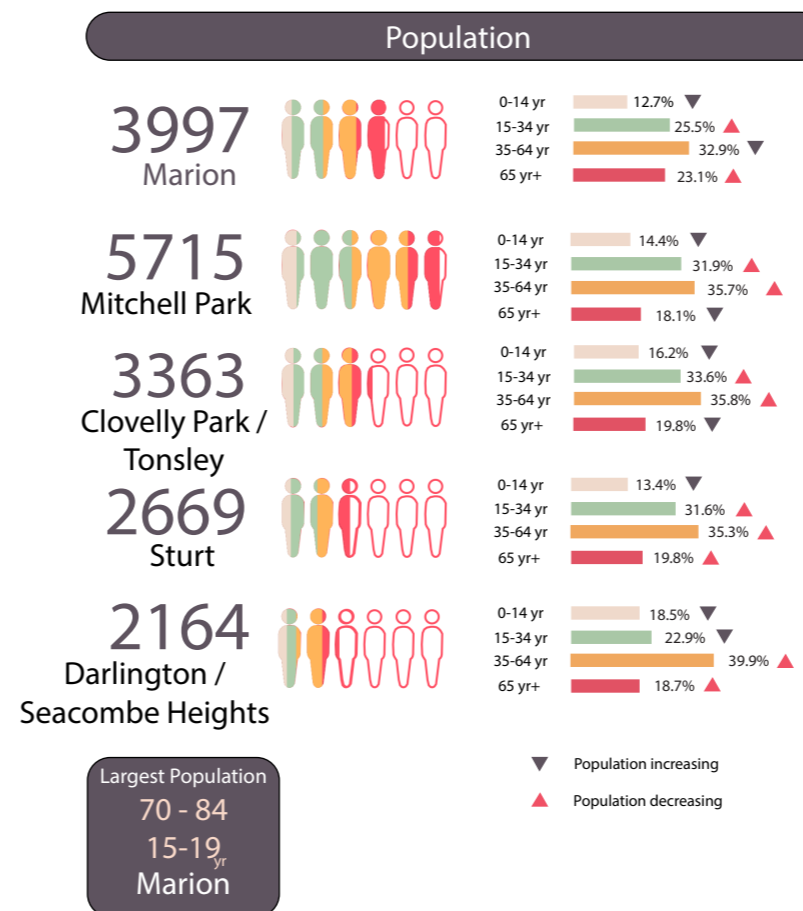 Population
3997
Marion
0-14 yr 12.7%
15-34 yr 25.5%
35-64 yr 32.9%
65 yr+ 23.1%
5715
Mitchell Park
0-14 yr 14.4%
15-34 yr 31.9%
35-64 yr 35.7%
65 yr+ 18.1%
3363
Clovelly Park /
Tonsley
0-14 yr 16.2%
15-34 yr 33.6%
35-64 yr 35.8%
65 yr+ 19.8%
2669
Sturt
0-14 yr 13.4%
15-34 yr 31.6%
35-64 yr 35.3%
65 yr+ 19.8%
2164
Darlington /
Seacombe Heights
0-14 yr 18.5%
15-34 yr 22.9%
35-64 yr 39.9%
65 yr+ 18.7%
Largest Population
70 - 84
15-19 yr
Marion
Population increasing
Population decreasing